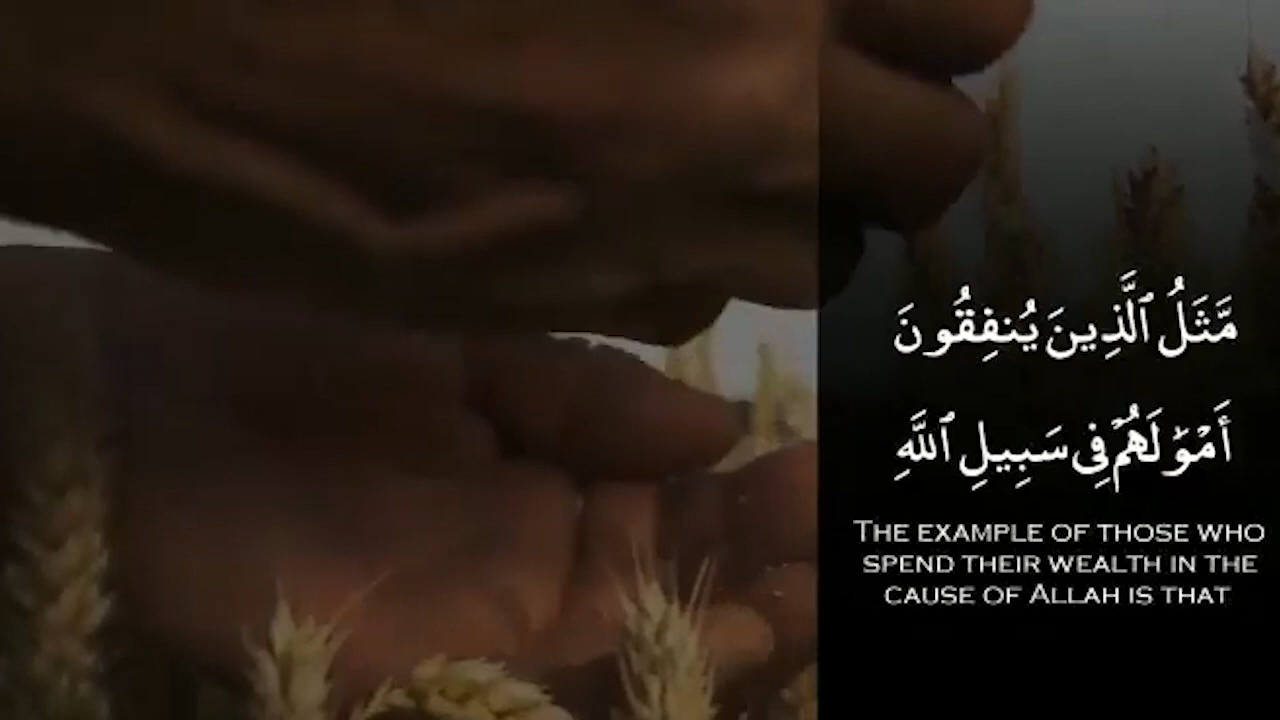 مَّثَلُ ٱلَّذِينَ يُنفِقُونَ
أَمْوَٰلَهُمْ فِى سَبِيلِ ٱللَّهِ
THE EXAMPLE OF THOSE WHO
SPEND THEIR WEALTH IN THE
CAUSE OF ALLAH IS THAT